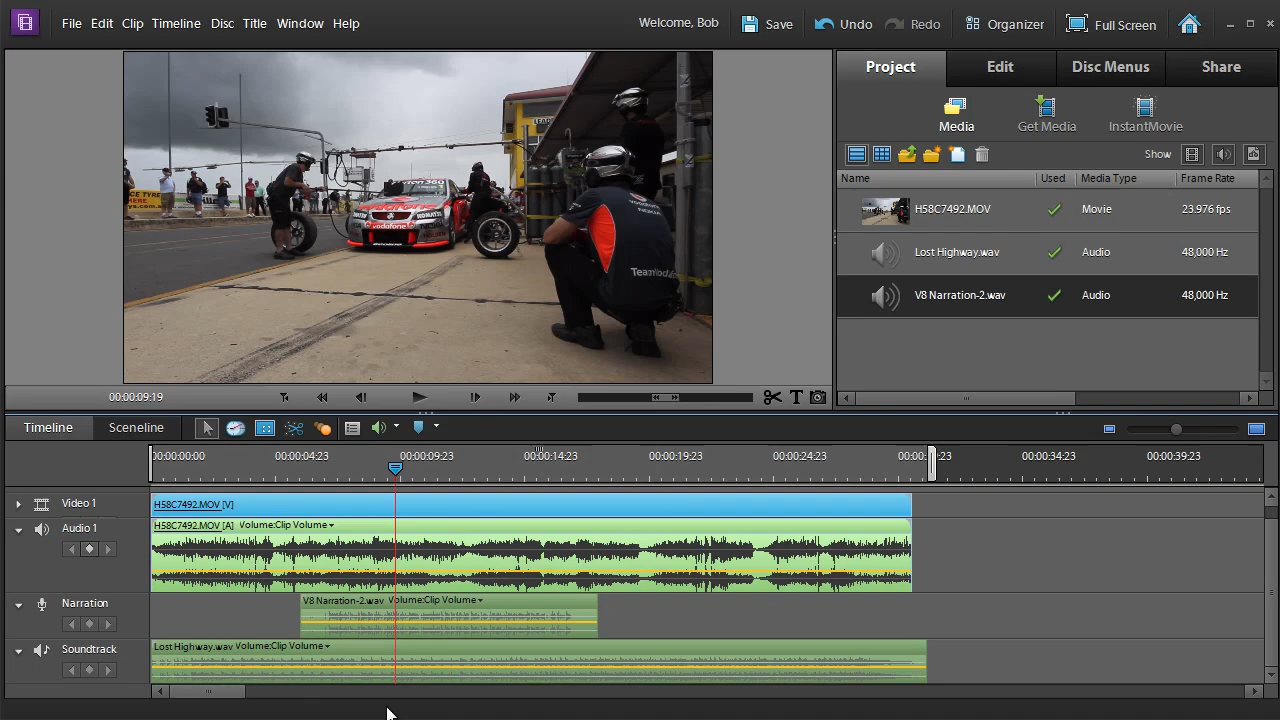 File Edit Clip Timeline Disc Title Window Help Welcome, Bob Save Undo Redo Organizer Full Screen
Project Edit Disc Menus Share
Media Get Media InstantMovie
Show
Name Used Media Type Frame Rate
H58C7492.MOV Movie 23.976 fps
Lost Highway.wav Audio 48,000 Hz
V8 Narration-2.wav Audio 48,000 Hz
vodafone
00:00:09:19
T
Timeline Sceneline
00:00:00:00 00:00:04:23 00:00:09:23 00:00:14:23 00:00:19:23 00:00:24:23 00:00: :23 00:00:34:23 00:00:39:23
Video 1 H58C7492.MOV [V]
Audio 1 H58C7492.MOV [A] Volume:Clip Volume
Narration V8 Narration-2.wav Volume:Clip Volume
Soundtrack Lost Highway.wav Volume:Clip Volume